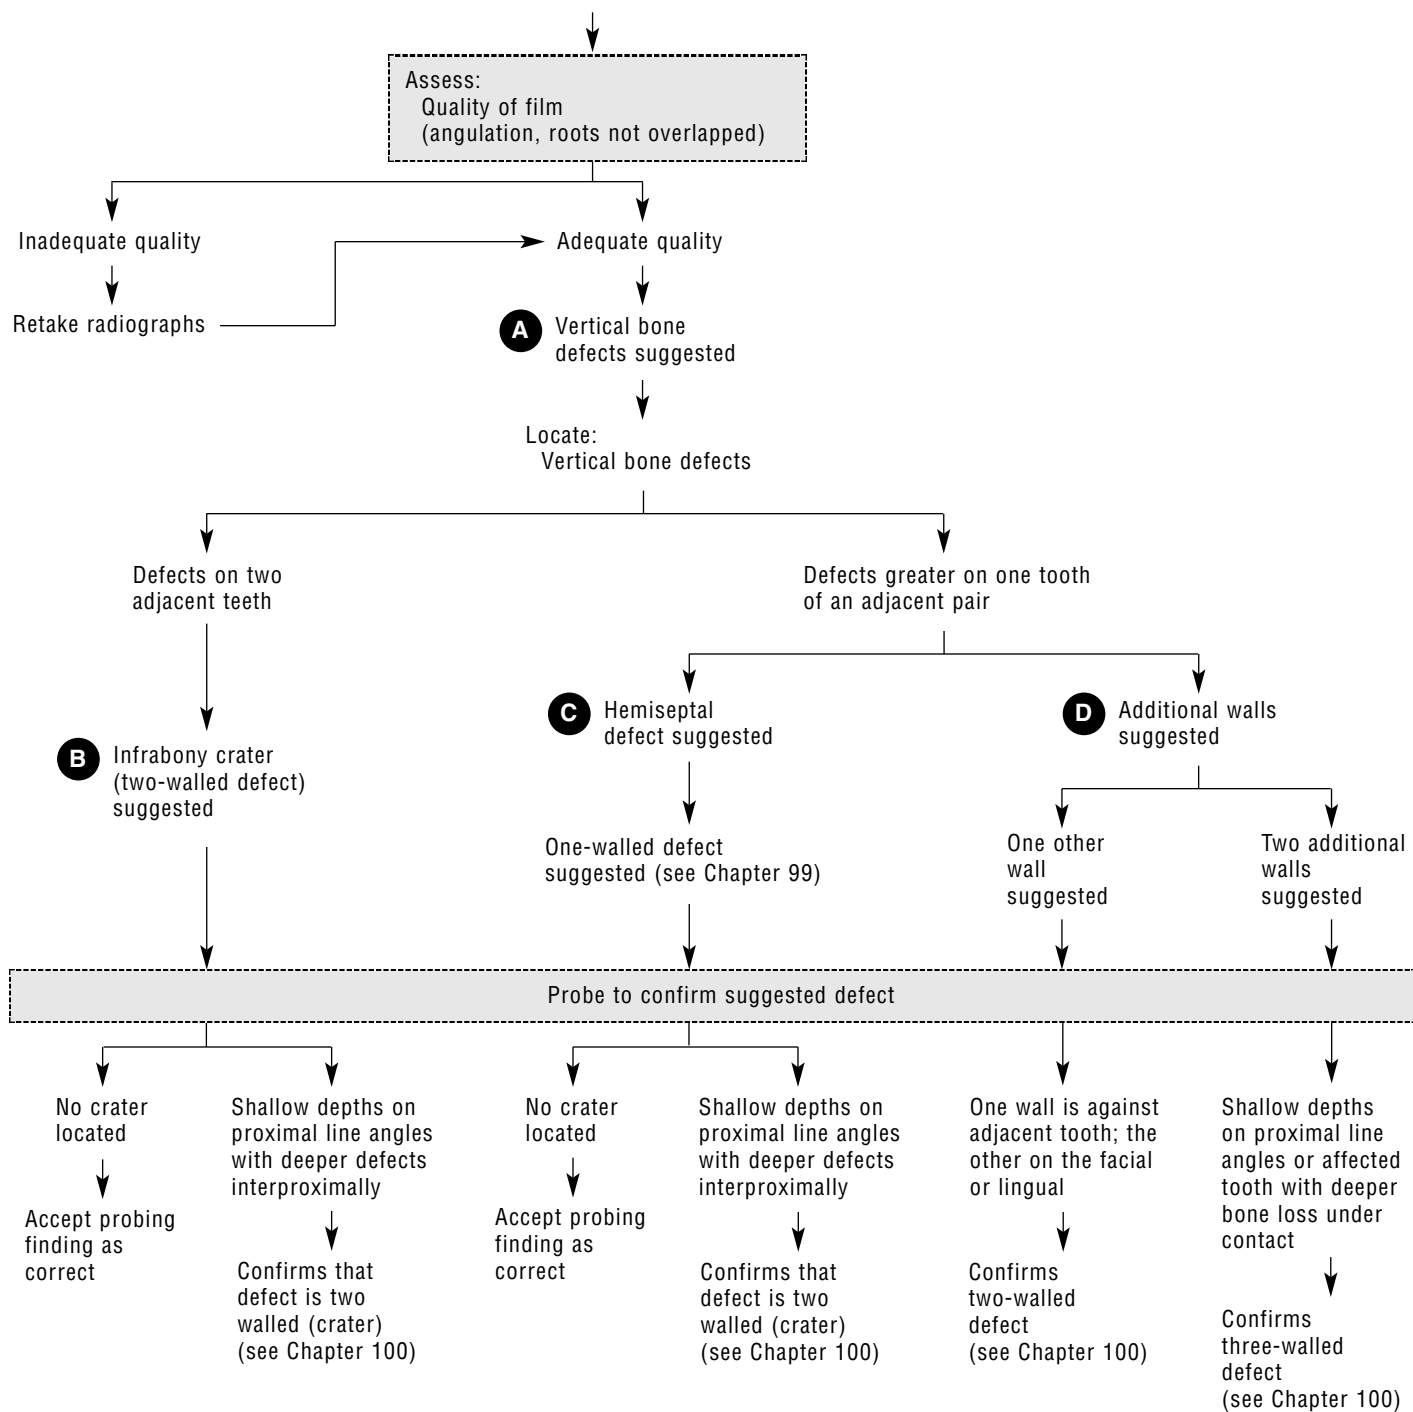 Assess:
Quality of film
(angulation, roots not overlapped)
Inadequate quality
Adequate quality
Retake radiographs
A
Vertical bone
defects suggested
Locate:
Vertical bone defects
Defects on two
adjacent teeth
Defects greater on one tooth
of an adjacent pair
B
Infrabony crater
(two-walled defect)
suggested
C
Hemiseptal
defect suggested
D
Additional walls
suggested
One-walled defect
suggested (see Chapter 99)
One other
wall
suggested
Two additional
walls
suggested
Probe to confirm suggested defect
No crater
located
Accept probing
finding as
correct
Shallow depths on
proximal line angles
with deeper defects
interproximally
Confirms that
defect is two
walled (crater)
(see Chapter 100)
No crater
located
Accept probing
finding as
correct
Shallow depths on
proximal line angles
with deeper defects
interproximally
Confirms that
defect is two
walled (crater)
(see Chapter 100)
One wall is against
adjacent tooth; the
other on the facial
or lingual
Confirms
two-walled
defect
(see Chapter 100)
Shallow depths
on proximal line
angles or affected
tooth with deeper
bone loss under
contact
Confirms
three-walled
defect
(see Chapter 100)